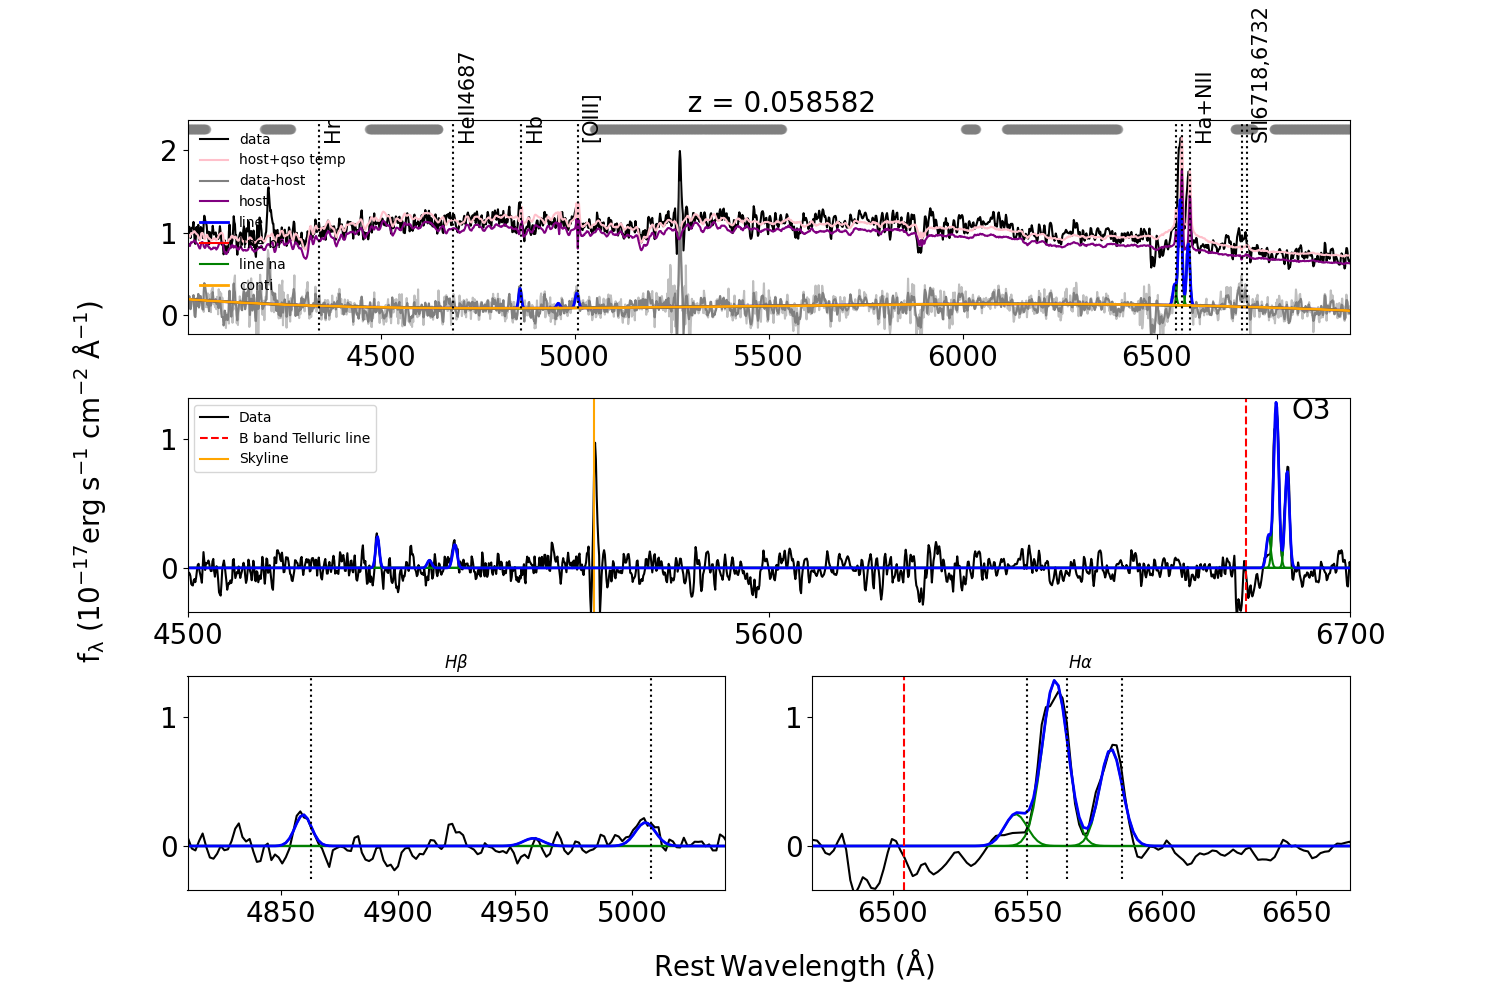 z = 0.058582
Hr
HeII4687
Hb
[OIII]
Ha+NII
SII6718,6732
data
host+qso temp
data-host
host
line
line na
conti
2
1
0
4500
5000
5500
6000
6500
Data
B band Telluric line
Skyline
O3
1
0
4500
5600
6700
fλ (10−17erg s−1 cm−2 Å−1)
Hβ
1
0
4850
4900
4950
5000
Hα
1
0
6500
6550
6600
6650
Rest Wavelength (Å)